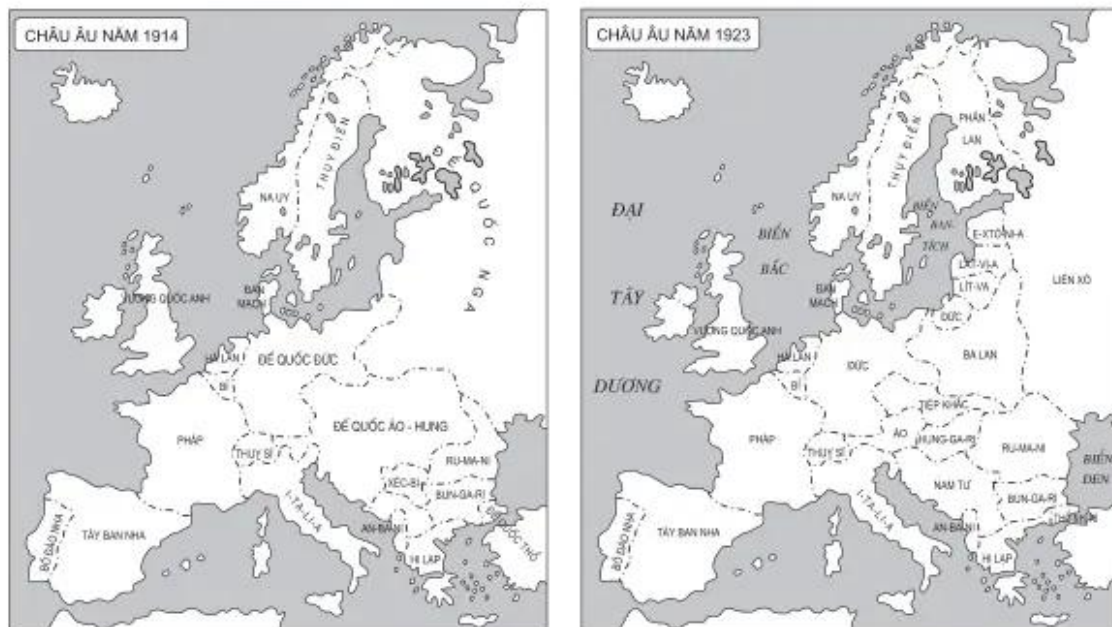 CHÂU ÂU NĂM 1914
THỤY ĐIỂN
NA UY
ĐẾ QUỐC NGA
ĐAN
MẠCH
VƯƠNG QUỐC ANH
HÀ LAN
ĐẾ QUỐC ĐỨC
BỈ
PHÁP
ĐẾ QUỐC ÁO - HUNG
THUỴ SĨ
RU-MA-NI
XÉC-BI
BUN-GA-RI
I-TA-LI-A
AN-BA-NI
ĐẾ QUỐC THỔ
HI LẠP
TÂY BAN NHA
BỒ ĐÀO NHA
CHÂU ÂU NĂM 1923
PHẦN
LAN
THỤY ĐIỂN
NA UY
ĐẠI
TÂY
DƯƠNG
BIỂN
BẮC
BIỂN
BAN-
TÍCH
E-XTÔ-NI-A
LÁT-VI-A
LÍT-VA
LIÊN XÔ
ĐAN
MẠCH
ĐỨC
VƯƠNG QUỐC ANH
HÀ LAN
BA LAN
BỈ
ĐỨC
TIỆP KHẮC
PHÁP
ÁO
HUNG-GA-RI
THUỴ SĨ
RU-MA-NI
BIỂN
ĐEN
NAM TƯ
BUN-GA-RI
I-TA-LI-A
AN-BA-NI
HI LẠP
TÂY BAN NHA
BỒ ĐÀO NHA